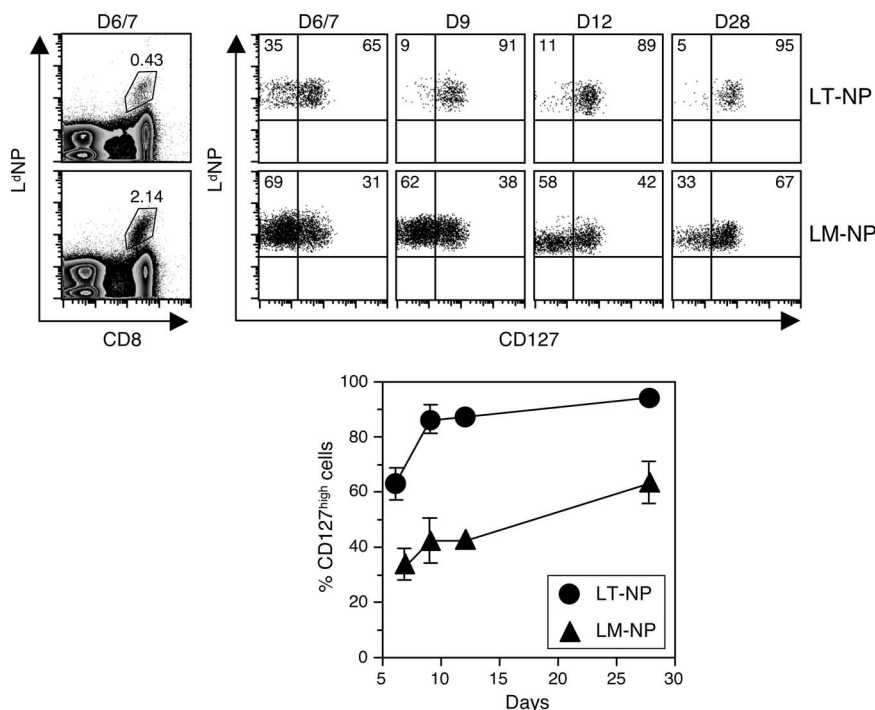 D6/7 D6/7 D9 D12 D28
0.43 35 65 9 91 11 89 5 95
LdNP LdNP LT-NP
2.14 69 31 62 38 58 42 33 67
LM-NP
CD8 CD127
100
80
60
40
20
0
% CD127high cells
LT-NP
LM-NP
5 10 15 20 25 30
Days